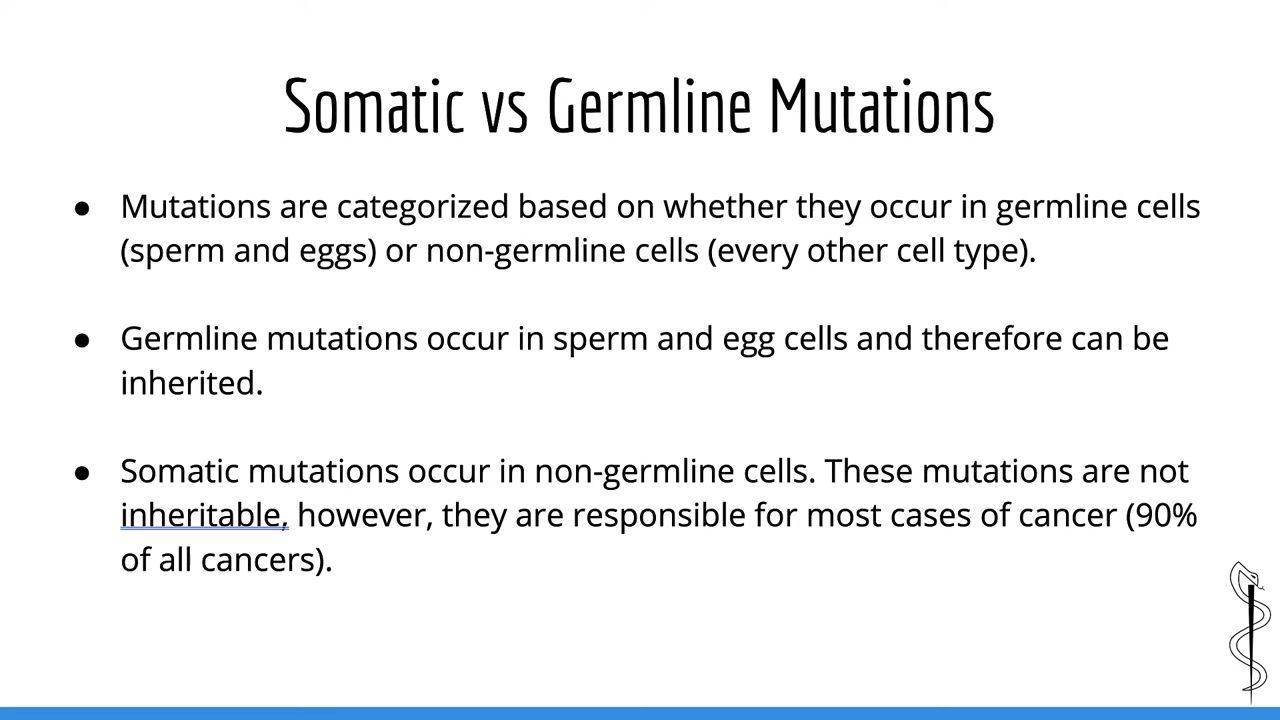 Somatic vs Germline Mutations
● Mutations are categorized based on whether they occur in germline cells
(sperm and eggs) or non-germline cells (every other cell type).
● Germline mutations occur in sperm and egg cells and therefore can be
inherited.
● Somatic mutations occur in non-germline cells. These mutations are not
inheritable, however, they are responsible for most cases of cancer (90%
of all cancers).